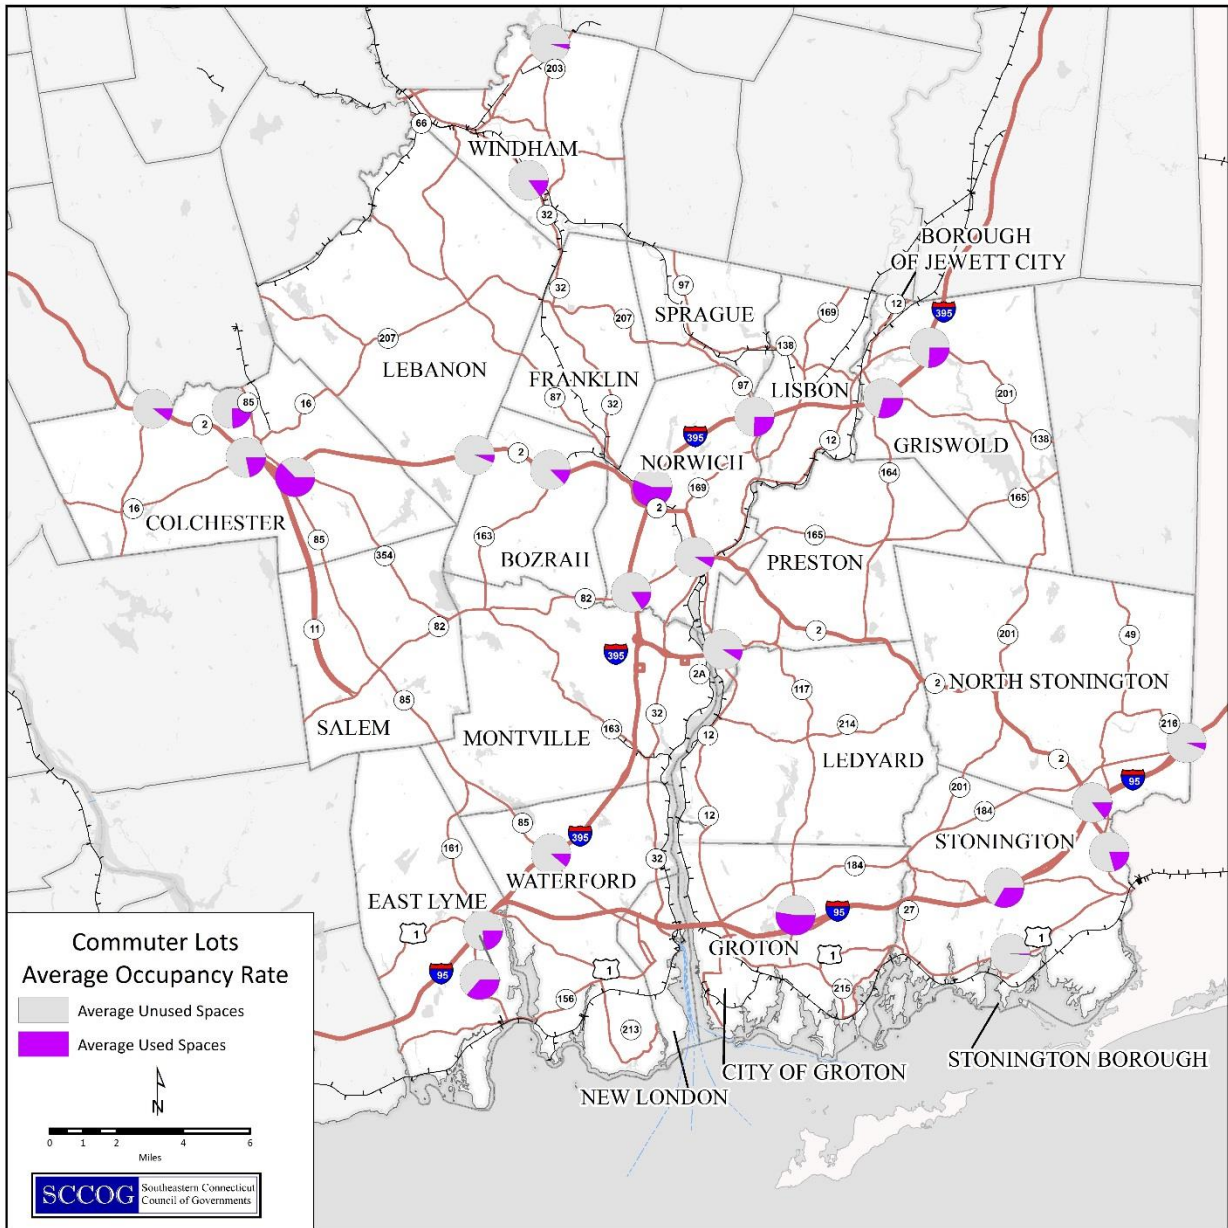 203
66
WINDHAM
32
BOROUGH
OF JEWETT CITY
32
97
12
169
395
SPRAGUE
207
207
138
LEBANON
FRANKLIN
97
LISBON
85
16
87
32
201
2
395
12
138
GRISWOLD
2
NORWICH
169
164
165
16
COLCHESTER
2
163
85
354
165
BOZRAH
PRESTON
82
82
11
2
201
49
395
2A
117
2
NORTH STONINGTON
85
SALEM
MONTVILLE
163
32
12
214
216
LEDYARD
2
95
201
184
12
85
395
STONINGTON
161
32
184
WATERFORD
EAST LYME
27
95
1
GROTON
1
1
95
1
156
215
213
STONINGTON BOROUGH
CITY OF GROTON
NEW LONDON
Commuter Lots
Average Occupancy Rate
Average Unused Spaces
Average Used Spaces
N
0 1 2 4 6
Miles
SCCOG
Southeastern Connecticut
Council of Governments